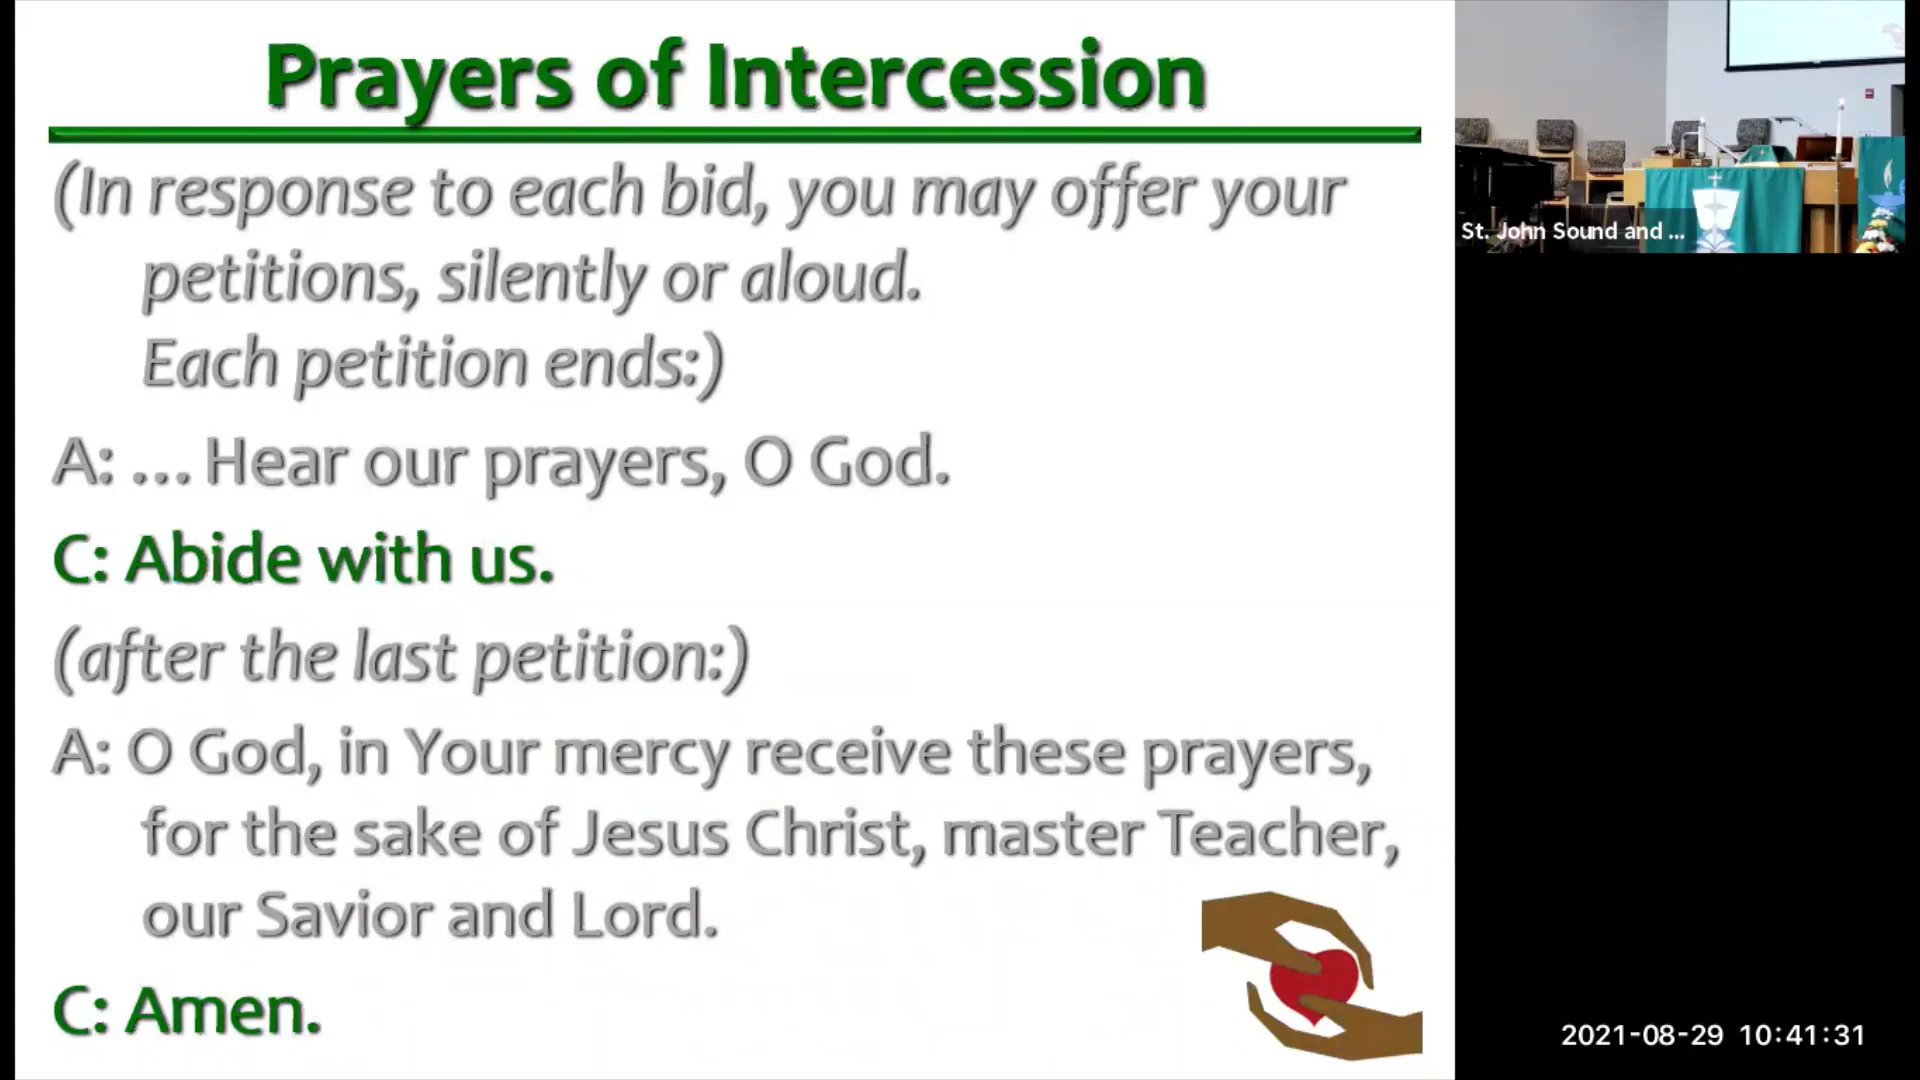 Prayers of Intercession
(In response to each bid, you may offer your
petitions, silently or aloud.
Each petition ends:)
A: ... Hear our prayers, O God.
C: Abide with us.
(after the last petition:)
A: O God, in Your mercy receive these prayers,
for the sake of Jesus Christ, master Teacher,
our Savior and Lord.
C: Amen.
St. John Sound and ...
2021-08-29 10:41:31